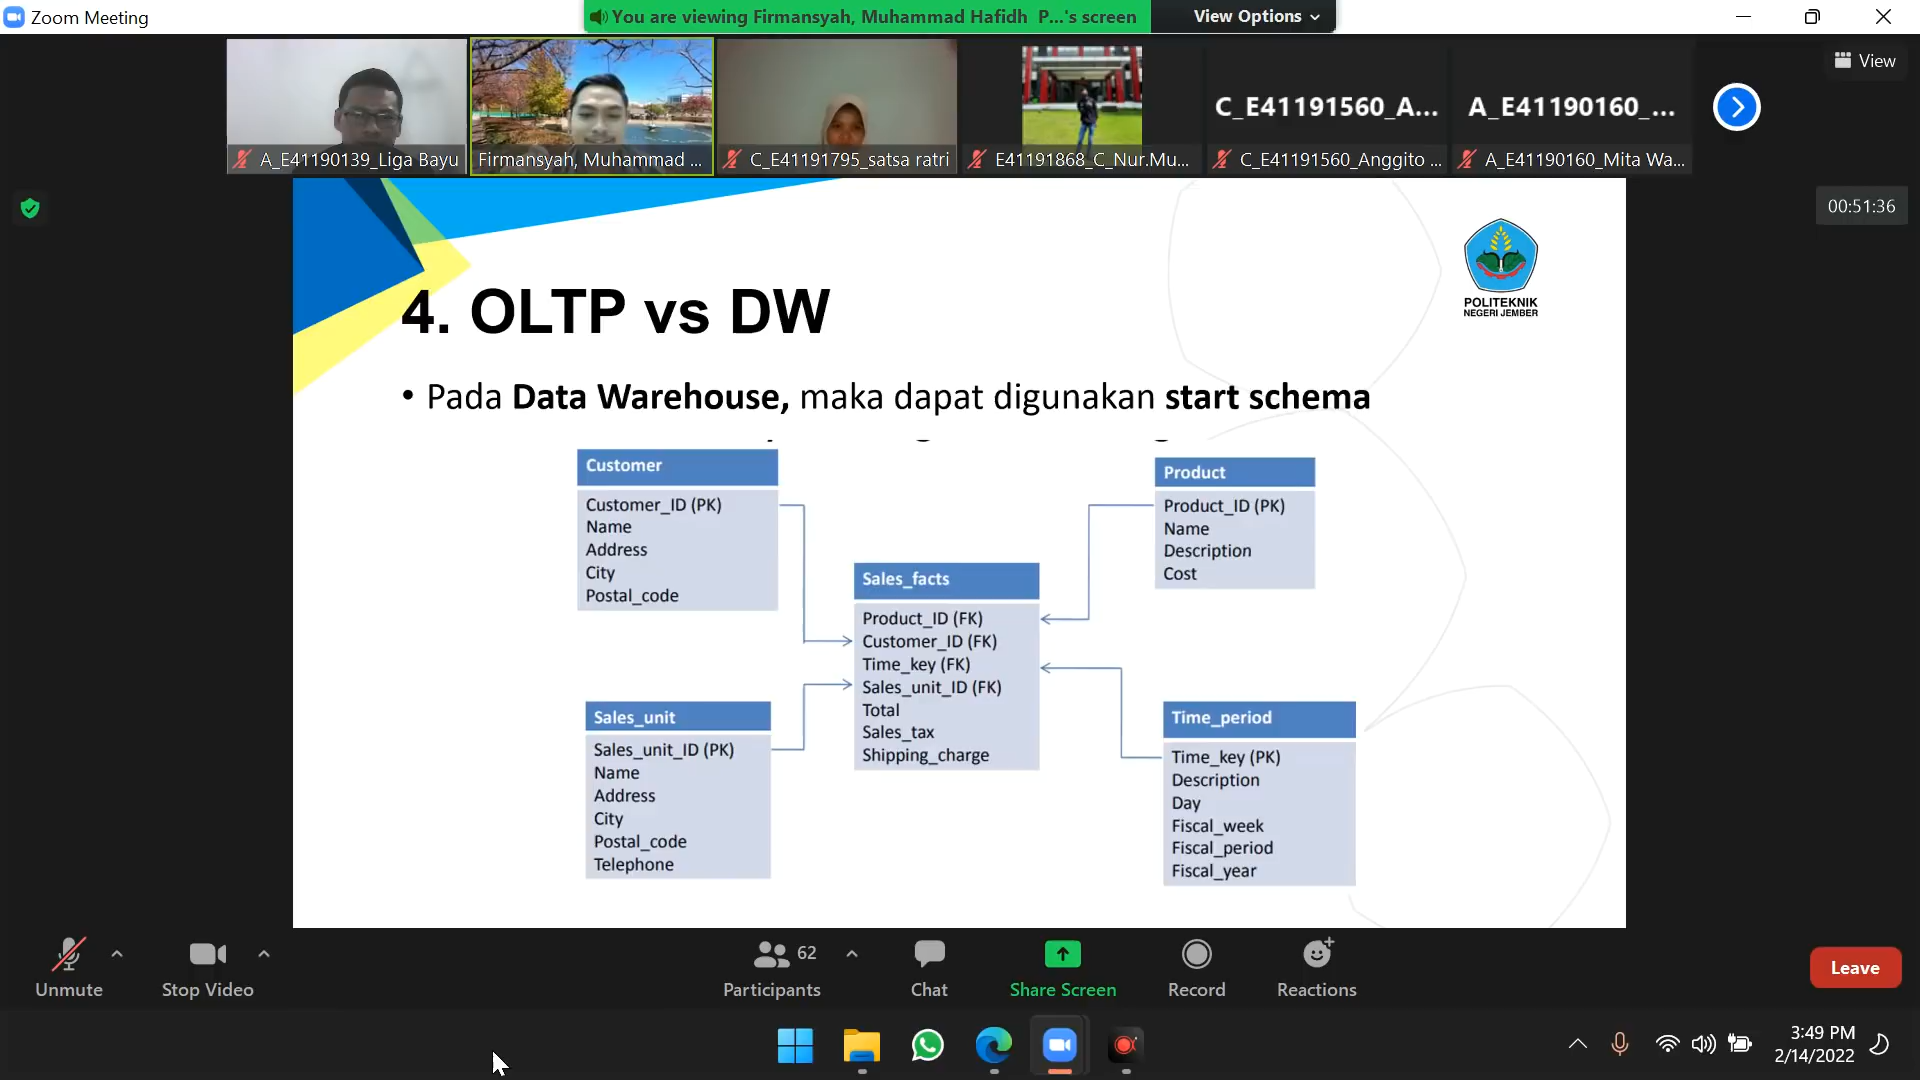 Zoom Meeting
You are viewing Firmansyah, Muhammad Hafidh P...'s screen
View Options
View
A_E41190139_Liga Bayu
Firmansyah, Muhammad ...
C_E41191795_satsa ratri
E41191868_C_Nur.Mu...
C_E41191560_A...
C_E41191560_Anggito ...
A_E41190160_...
A_E41190160_Mita Wa...
00:51:36
POLITEKNIK
NEGERI JEMBER
4. OLTP vs DW
• Pada Data Warehouse, maka dapat digunakan start schema
Customer
Customer_ID (PK)
Name
Address
City
Postal_code
Product
Product_ID (PK)
Name
Description
Cost
Sales_facts
Product_ID (FK)
Customer_ID (FK)
Time_key (FK)
Sales_unit_ID (FK)
Total
Sales_tax
Shipping_charge
Sales_unit
Sales_unit_ID (PK)
Name
Address
City
Postal_code
Telephone
Time_period
Time_key (PK)
Description
Day
Fiscal_week
Fiscal_period
Fiscal_year
Unmute
Stop Video
62
Participants
Chat
Share Screen
Record
Reactions
Leave
3:49 PM
2/14/2022